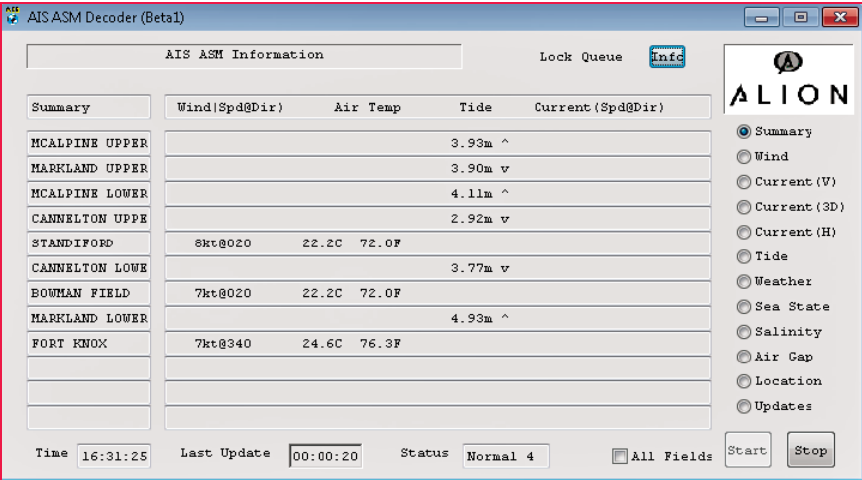 AIS ASM Decoder (Beta1)
AIS ASM Information Lock Queue Info
ALION
Summary Wind|Spd@Dir) Air Temp Tide Current(Spd@Dir)
MCALPINE UPPER 3.93m ^
MARKLAND UPPER 3.90m v
MCALPINE LOWER 4.11m ^
CANNELTON UPPE 2.92m v
STANDIFORD 8kt@020 22.2C 72.0F
CANNELTON LOWE 3.77m v
BOWMAN FIELD 7kt@020 22.2C 72.0F
MARKLAND LOWER 4.93m ^
FORT KNOX 7kt@340 24.6C 76.3F
Summary
Wind
Current(V)
Current(3D)
Current(H)
Tide
Weather
Sea State
Salinity
Air Gap
Location
Updates
Time 16:31:25 Last Update 00:00:20 Status Normal 4 All Fields Start Stop